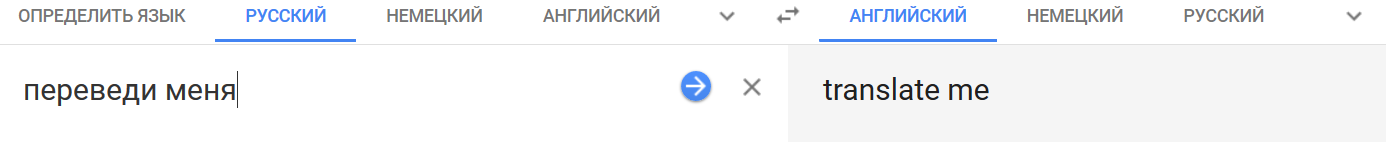 ОПРЕДЕЛИТЬ ЯЗЫК РУССКИЙ НЕМЕЦКИЙ АНГЛИЙСКИЙ АНГЛИЙСКИЙ НЕМЕЦКИЙ РУССКИЙ
переведи меня translate me